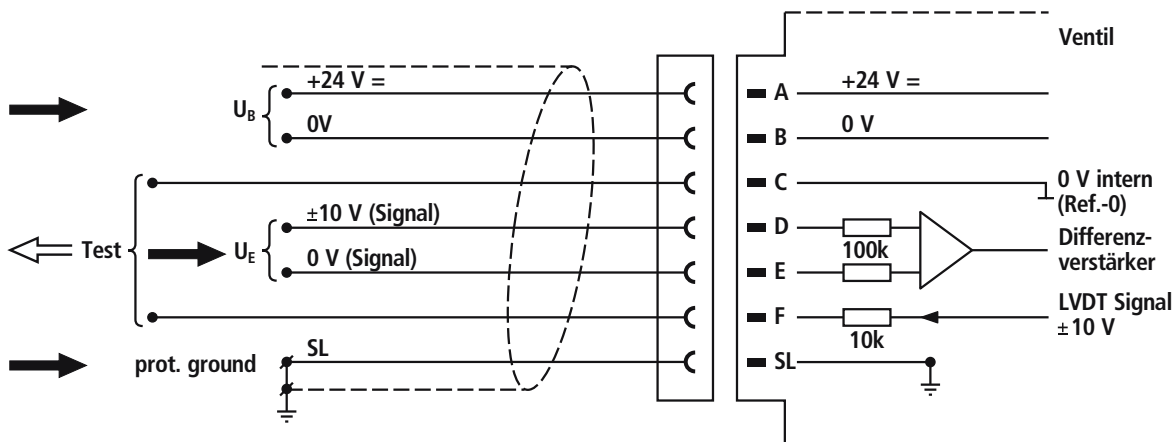 Ventil
+24 V =
A
+24 V =
U_B
0V
B
0 V
C
0 V intern
(Ref.-0)
±10 V (Signal)
D
Test
U_E
100k
Differenz-
verstärker
0 V (Signal)
E
F
LVDT Signal
±10 V
10k
prot. ground
SL
SL